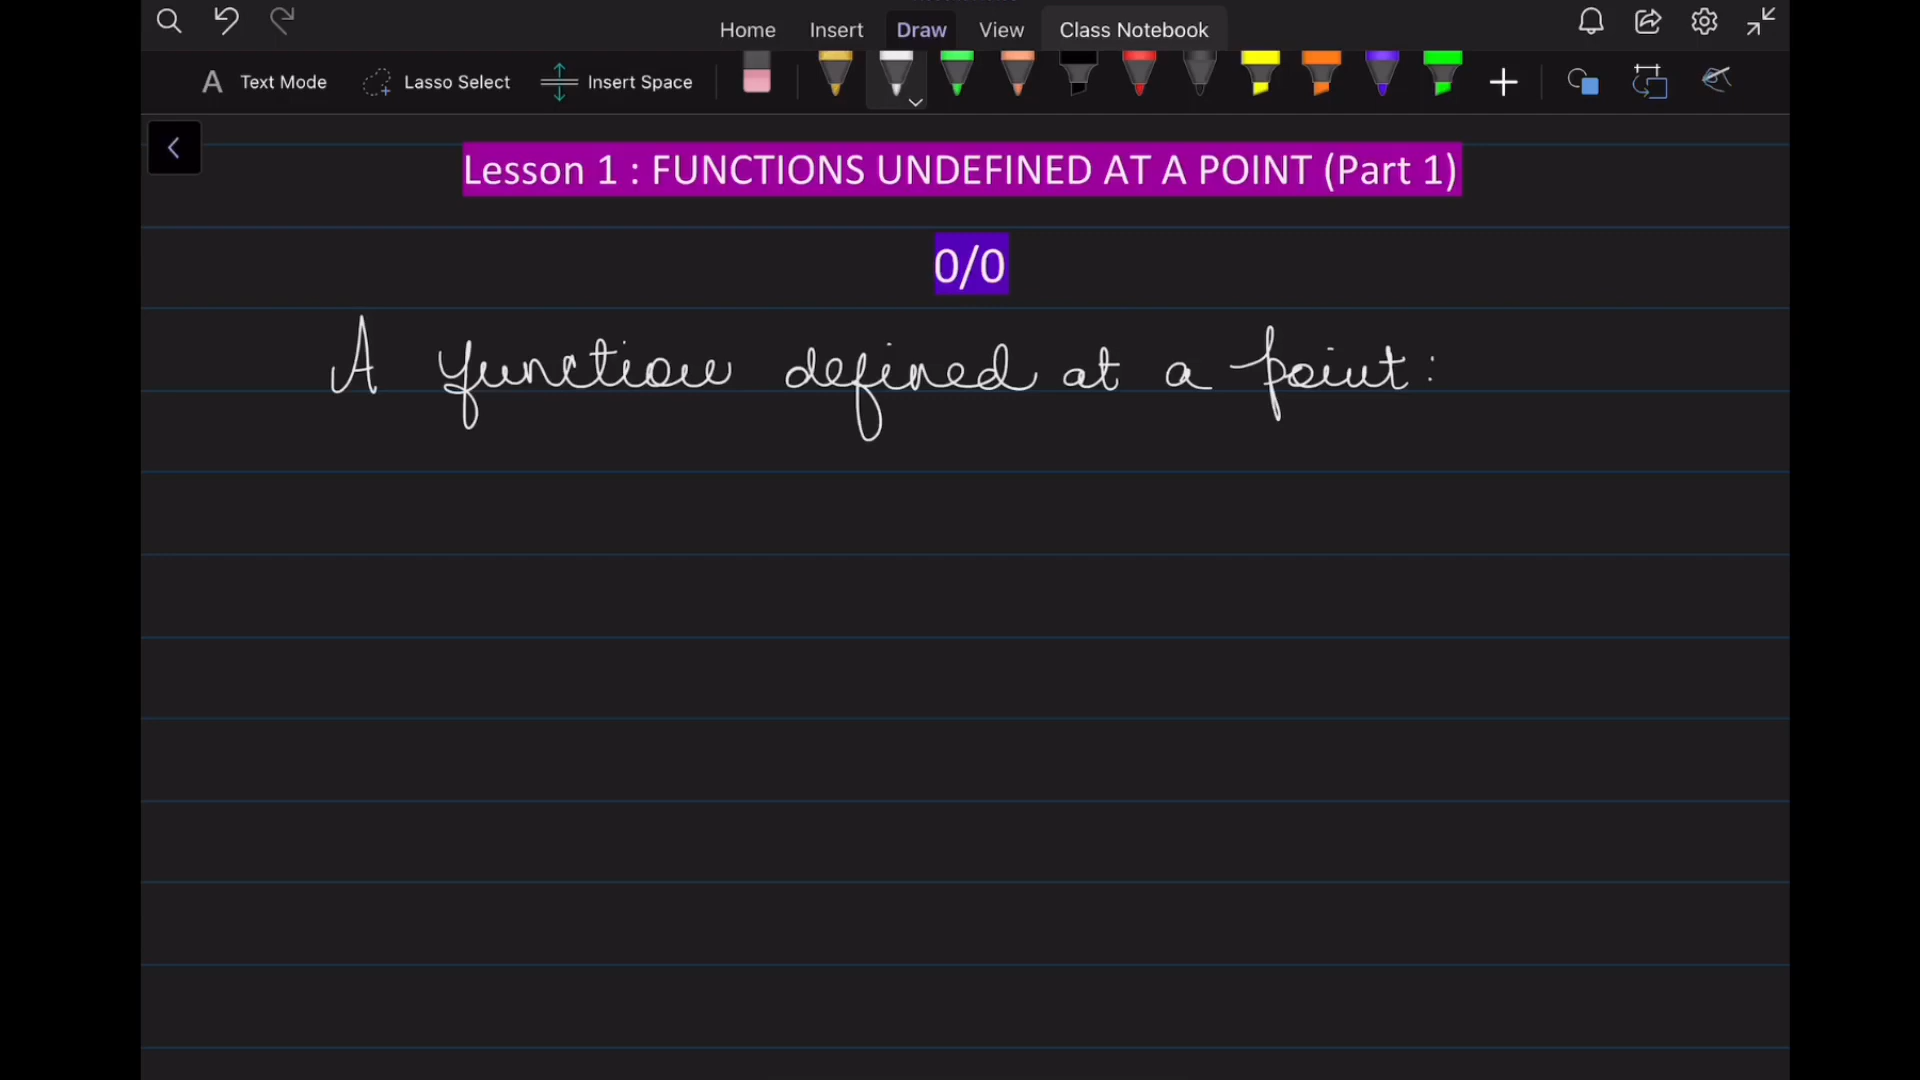 Home Insert Draw View Class Notebook
Text Mode Lasso Select Insert Space
Lesson 1 : FUNCTIONS UNDEFINED AT A POINT (Part 1)
0/0
A function defined at a point: